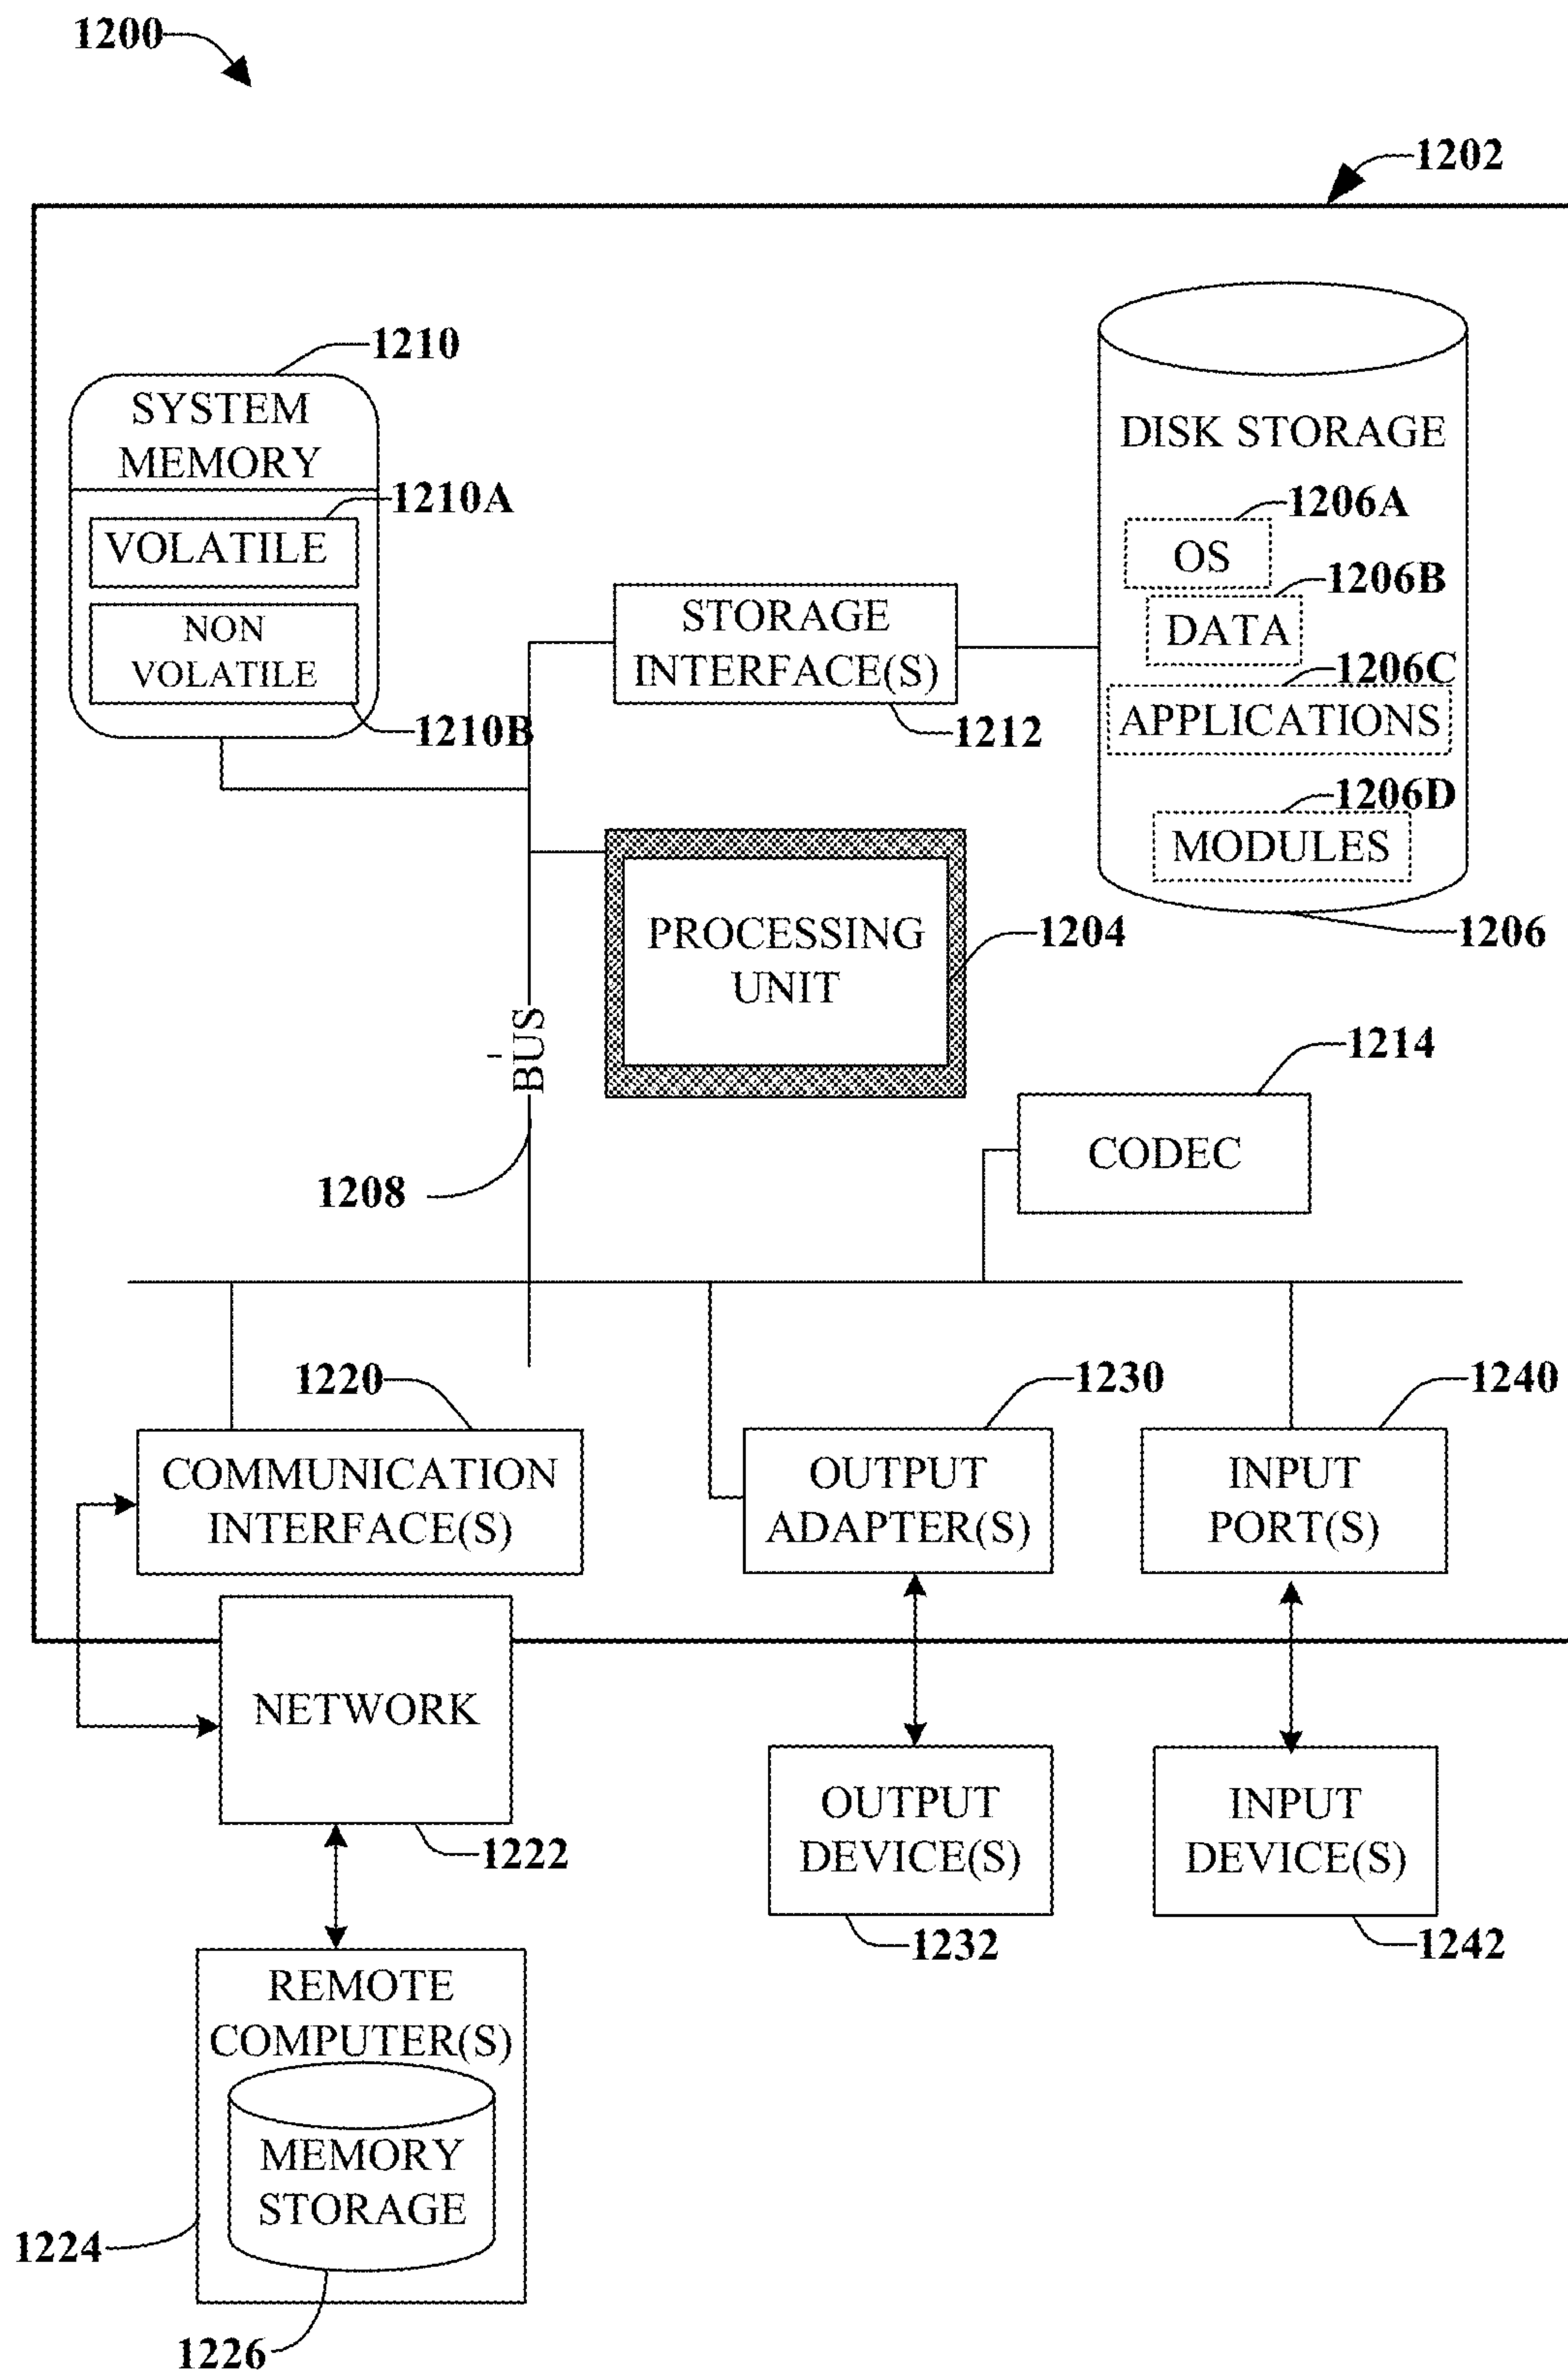 1200
1202
1210
SYSTEM
MEMORY
1210A
VOLATILE
NON
VOLATILE
1210B
STORAGE
INTERFACE(S)
1212
DISK STORAGE
1206A
OS
1206B
DATA
1206C
APPLICATIONS
1206D
MODULES
1206
PROCESSING
UNIT
1204
BUS
1208
1214
CODEC
1220
COMMUNICATION
INTERFACE(S)
1230
OUTPUT
ADAPTER(S)
1240
INPUT
PORT(S)
NETWORK
1222
OUTPUT
DEVICE(S)
1232
INPUT
DEVICE(S)
1242
REMOTE
COMPUTER(S)
MEMORY
STORAGE
1224
1226